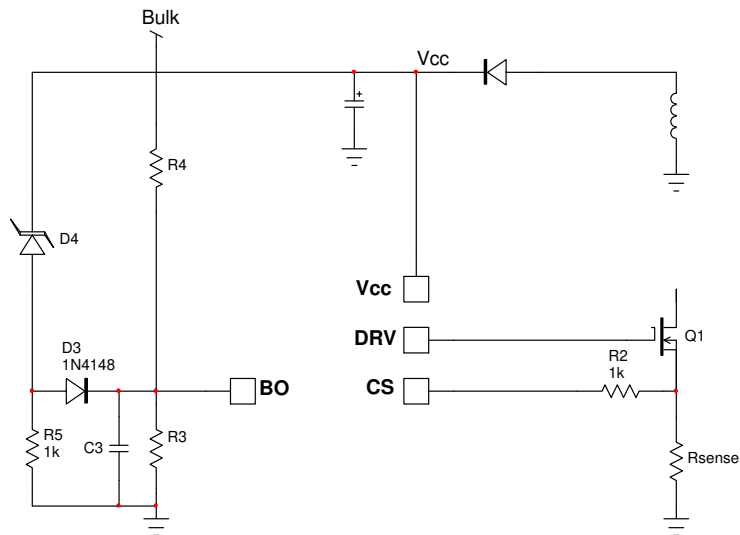 Bulk
Vcc
+
R4
D4
Vcc
DRV
Q1
R2
1k
D3
1N4148
BO
CS
R5
1k
C3
R3
Rsense